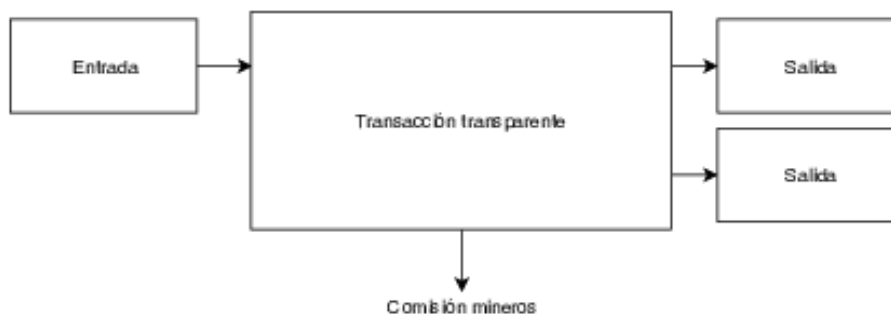 Entrada
Transacción transparente
Salida
Salida
Comisión mineros